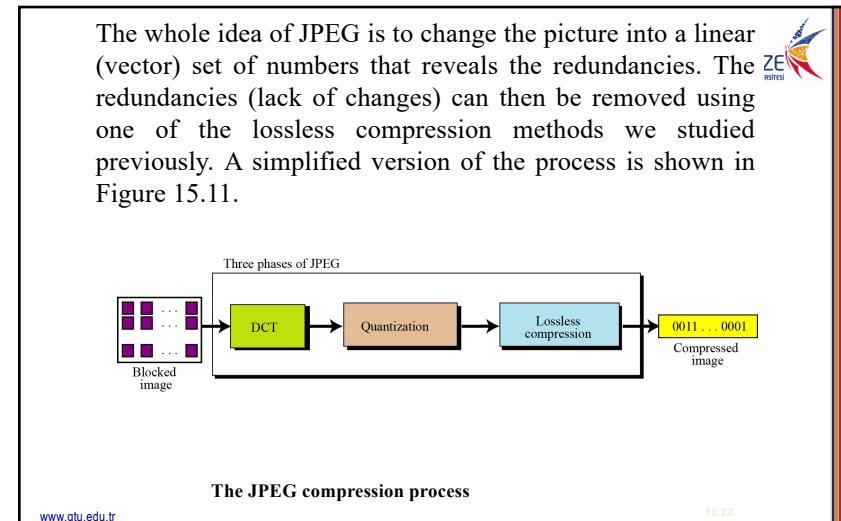 The whole idea of JPEG is to change the picture into a linear
(vector) set of numbers that reveals the redundancies. The
redundancies (lack of changes) can then be removed using
one of the lossless compression methods we studied
previously. A simplified version of the process is shown in
Figure 15.11.
ZE
RSİTESİ
Three phases of JPEG
. . .
. . .
. . .
Blocked
image
DCT
Quantization
Lossless
compression
0011 . . . 0001
Compressed
image
The JPEG compression process
www.gtu.edu.tr
15.22